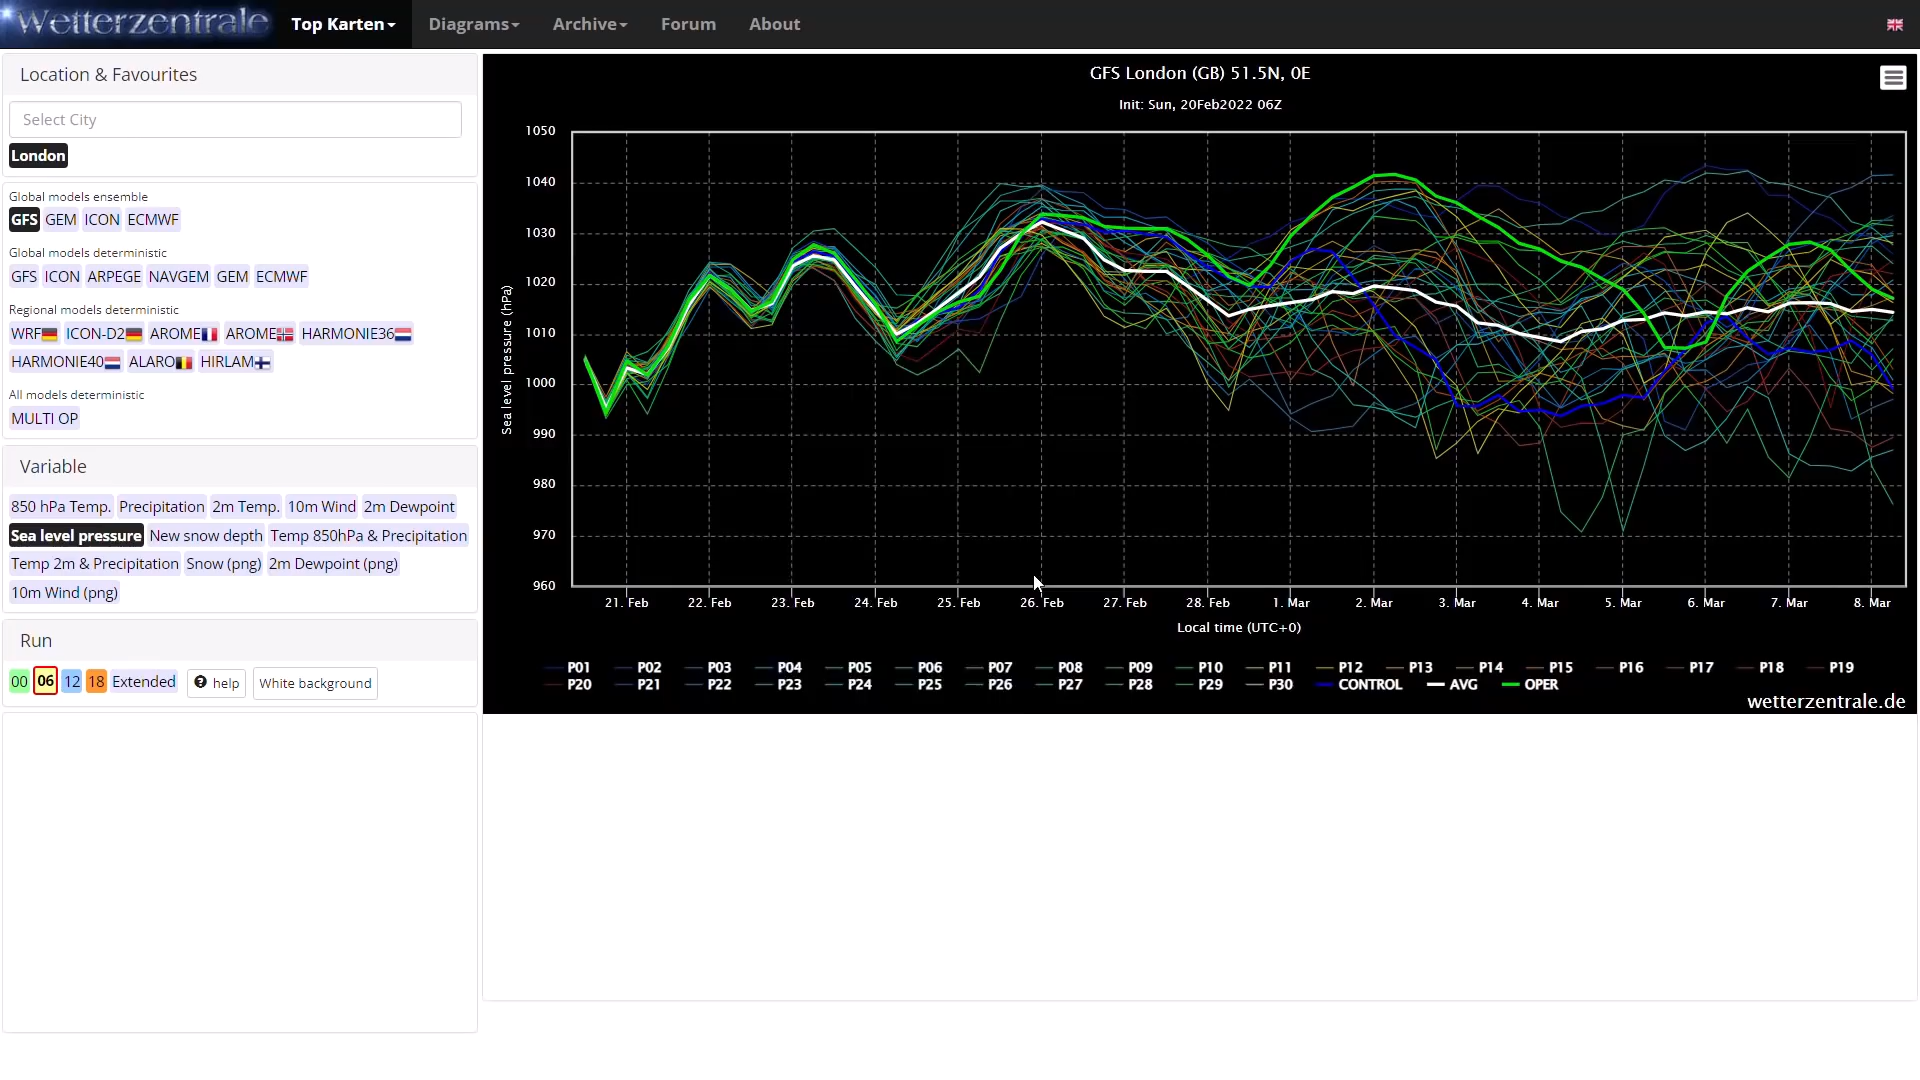 Wetterzentrale Top Karten Diagrams Archive Forum About
Location & Favourites
Select City
London
Global models ensemble
GFS GEM ICON ECMWF
Global models deterministic
GFS ICON ARPEGE NAVGEM GEM ECMWF
Regional models deterministic
WRF ICON-D2 AROME AROME HARMONIE36
HARMONIE40 ALARO HIRLAM
All models deterministic
MULTI OP
Variable
850 hPa Temp. Precipitation 2m Temp. 10m Wind 2m Dewpoint
Sea level pressure New snow depth Temp 850hPa & Precipitation
Temp 2m & Precipitation Snow (png) 2m Dewpoint (png)
10m Wind (png)
Run
00 06 12 18 Extended help White background
GFS London (GB) 51.5N, 0E
Init: Sun, 20Feb2022 06Z
Sea level pressure (hPa)
1050
1040
1030
1020
1010
1000
990
980
970
960
21. Feb 22. Feb 23. Feb 24. Feb 25. Feb 26. Feb 27. Feb 28. Feb 1. Mar 2. Mar 3. Mar 4. Mar 5. Mar 6. Mar 7. Mar 8. Mar
Local time (UTC+0)
P01 P02 P03 P04 P05 P06 P07 P08 P09 P10 P11 P12 P13 P14 P15 P16 P17 P18 P19
P20 P21 P22 P23 P24 P25 P26 P27 P28 P29 P30 CONTROL AVG OPER
wetterzentrale.de